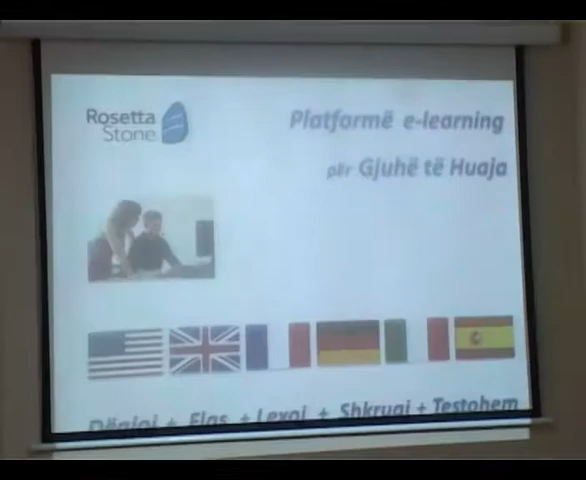 Rosetta
Stone
Platformë e-learning
për Gjuhë të Huaja
Dëgjoj + Flas + Lexoj + Shkruaj + Testohem